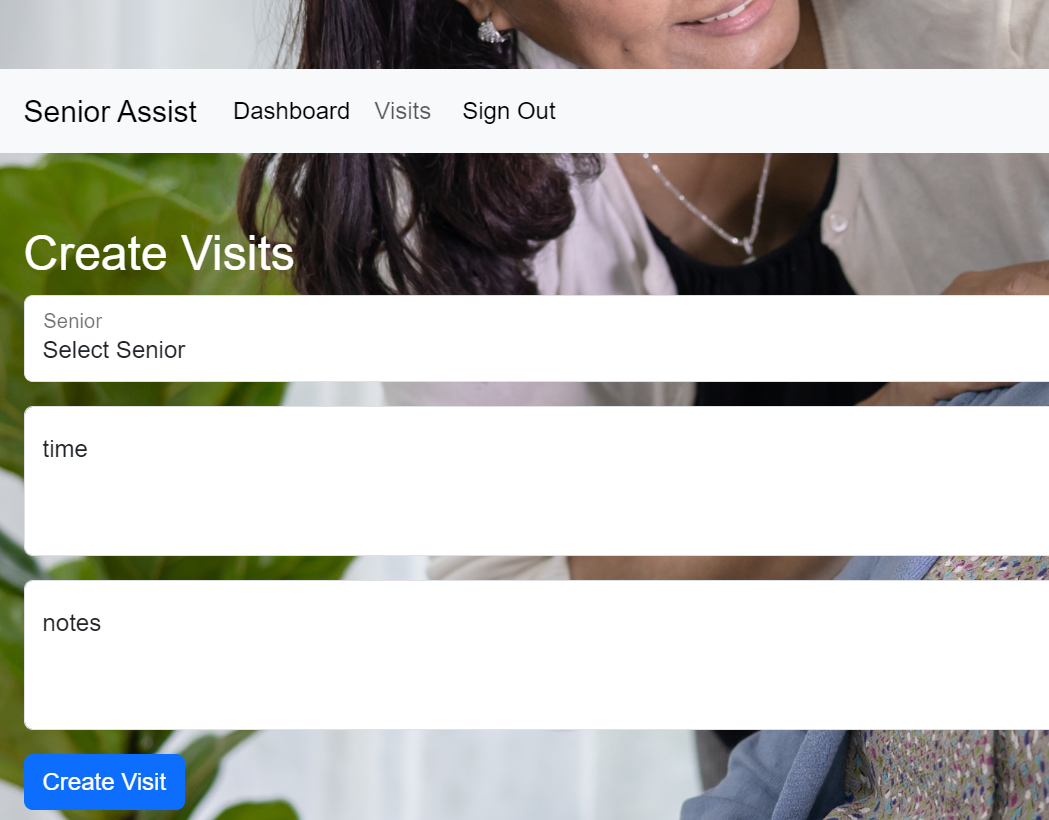 Senior Assist Dashboard Visits Sign Out
Create Visits
Senior
Select Senior
time
notes
Create Visit